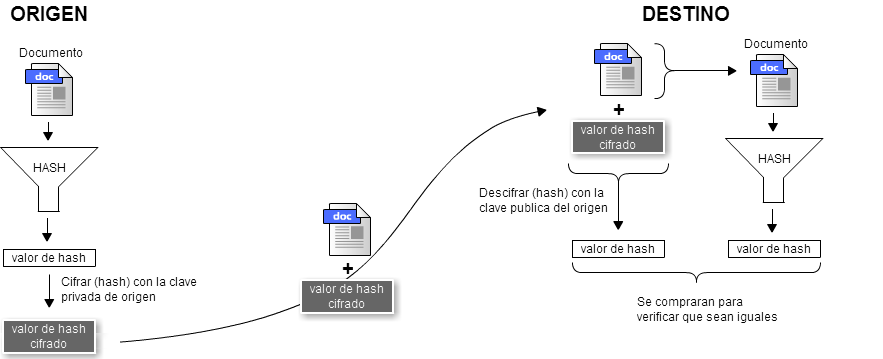 ORIGEN
Documento
doc
HASH
valor de hash
Cifrar (hash) con la clave
privada de origen
valor de hash
cifrado
doc
+
valor de hash
cifrado
DESTINO
doc
+
valor de hash
cifrado
Descifrar (hash) con la
clave publica del origen
valor de hash
Documento
doc
HASH
valor de hash
Se compraran para
verificar que sean iguales